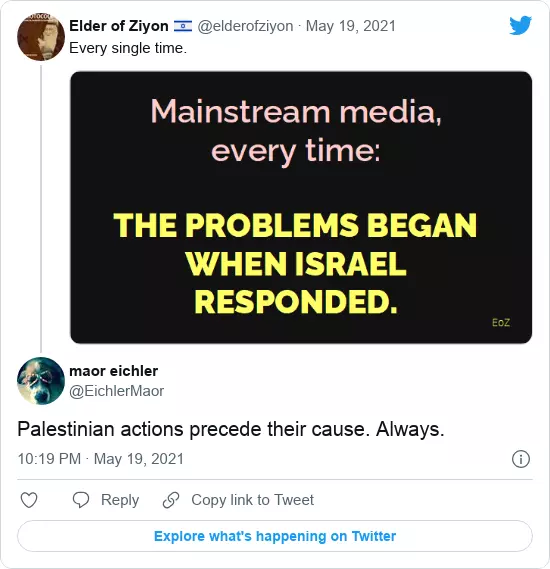 Elder of Ziyon 🇮🇱 @elderofziyon · May 19, 2021
Every single time.
Mainstream media,
every time:
THE PROBLEMS BEGAN
WHEN ISRAEL
RESPONDED.
EoZ
maor eichler
@EichlerMaor
Palestinian actions precede their cause. Always.
10:19 PM · May 19, 2021
Reply
Copy link to Tweet
Explore what's happening on Twitter